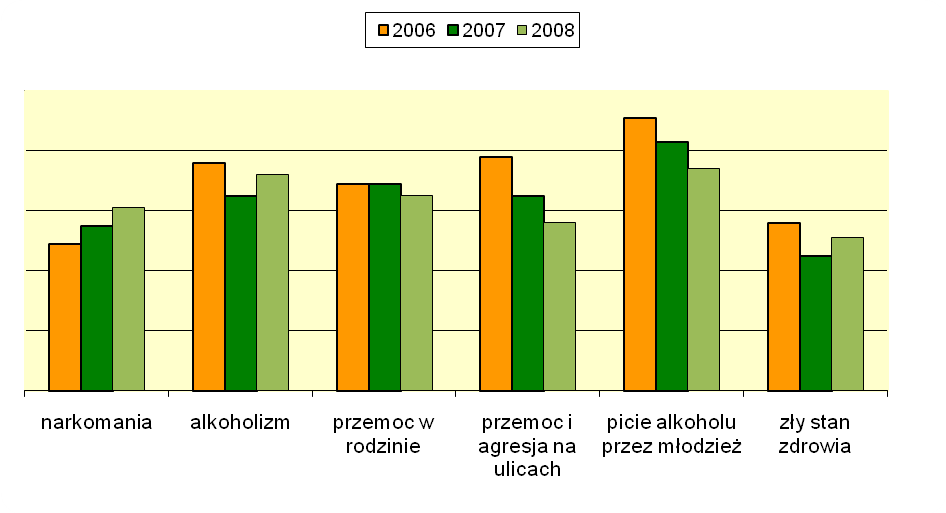 2006 2007 2008
narkomania
alkoholizm
przemoc w
rodzinie
przemoc i
agresja na
ulicach
picie alkoholu
przez młodzież
zły stan
zdrowia